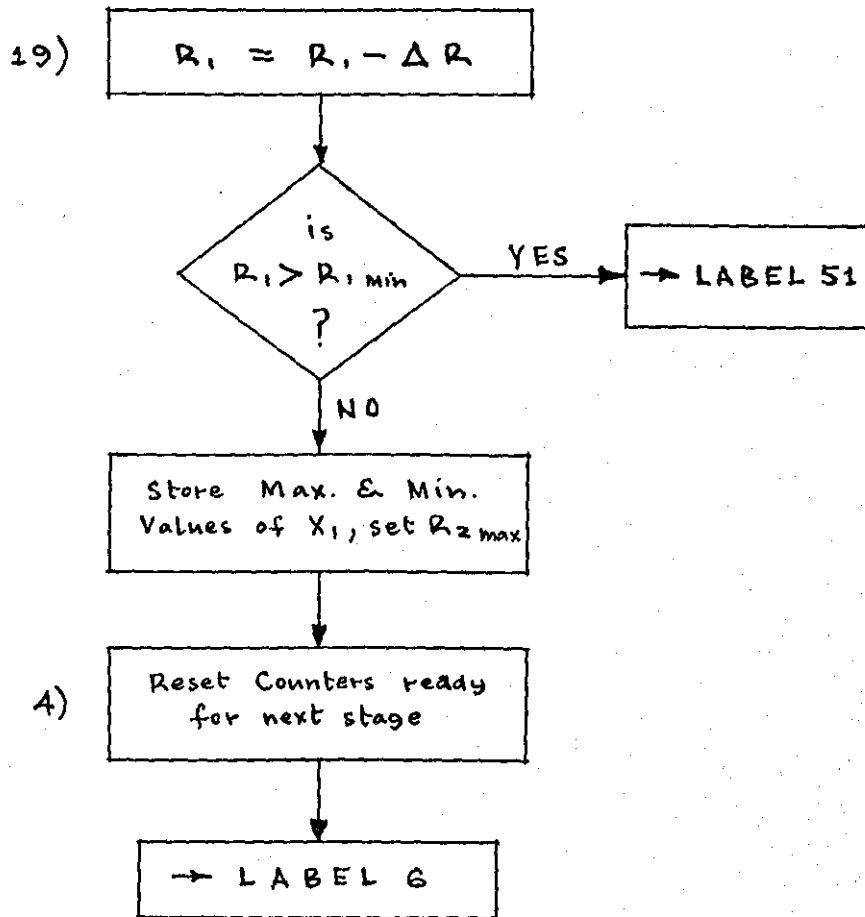 19) R₁ = R₁ - Δ R
is
R₁ > R₁ Min
?
YES
→ LABEL 51
NO
Store Max. & Min.
Values of X₁, set R₂ max
4)
Reset Counters ready
for next stage
→ LABEL 6